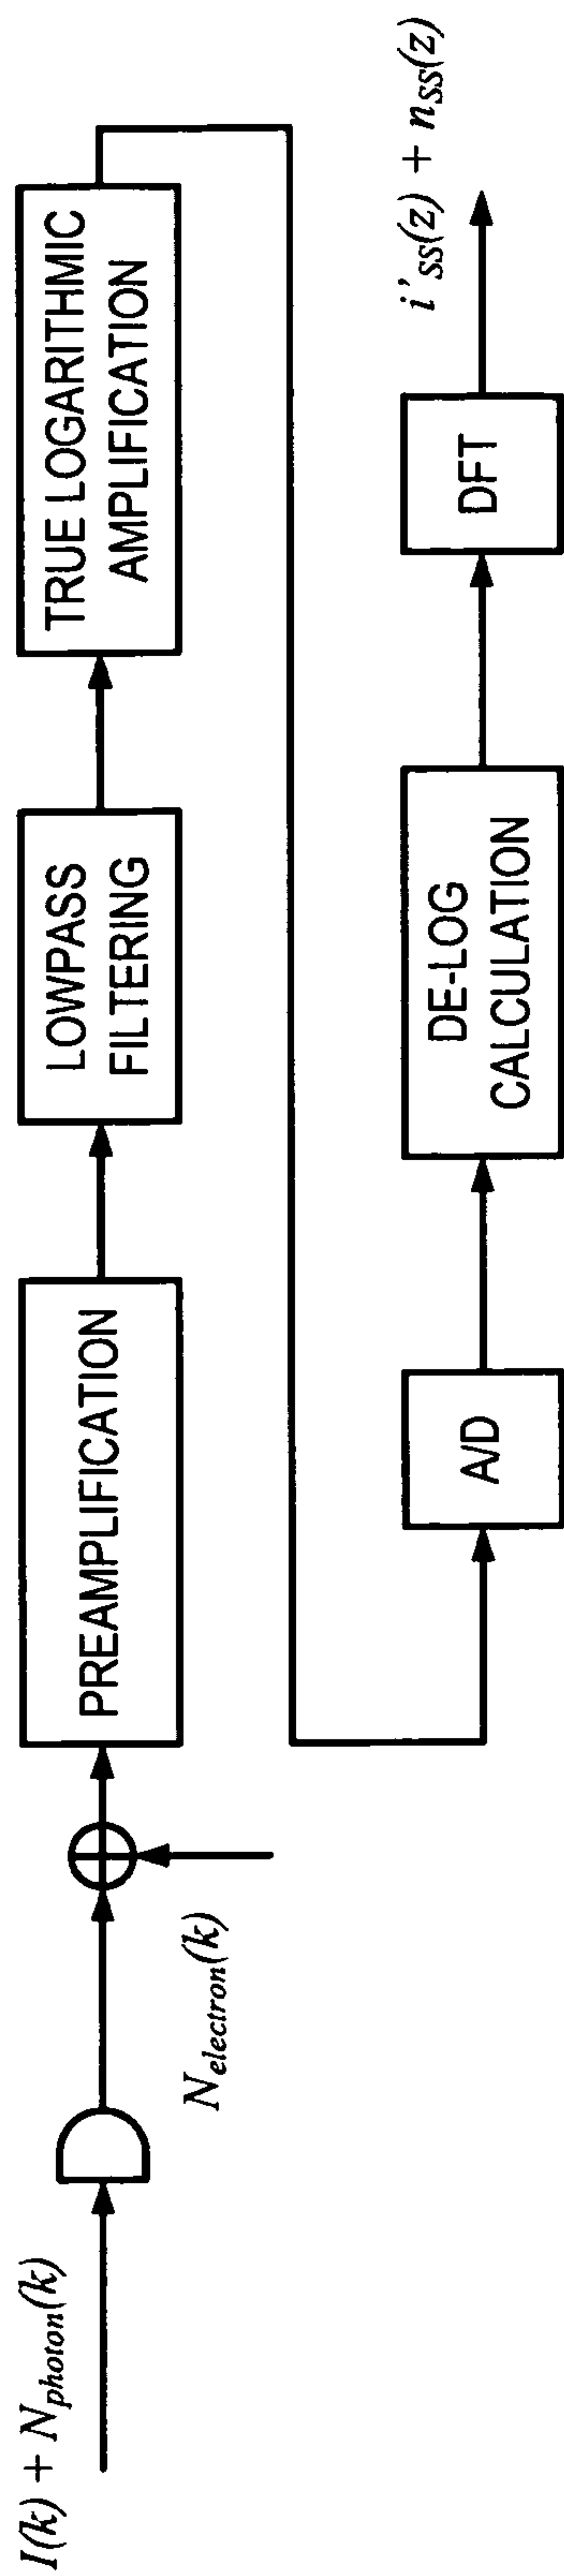 I(k) + N_photon(k)
N_electron(k)
PREAMPLIFICATION
LOWPASS
FILTERING
TRUE LOGARITHMIC
AMPLIFICATION
A/D
DE-LOG
CALCULATION
DFT
i'_SS(z) + n_SS(z)